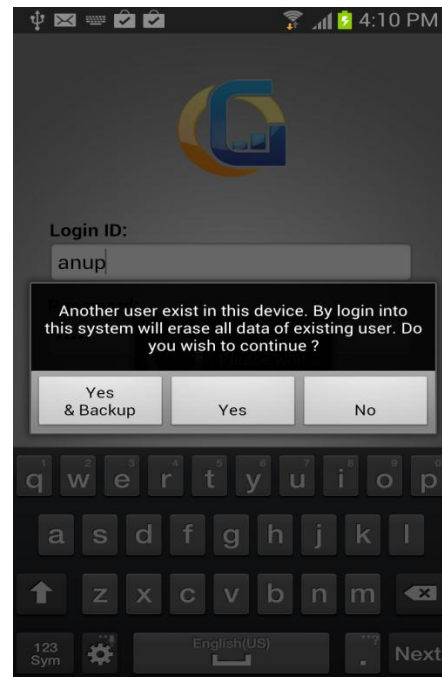 4:10 PM
Login ID:
anup
Another user exist in this device. By login into
this system will erase all data of existing user. Do
you wish to continue ?
Yes
& Backup
Yes
No
q w e r t y u i o p
a s d f g h j k l
z x c v b n m
123
Sym
English(US)
. Next